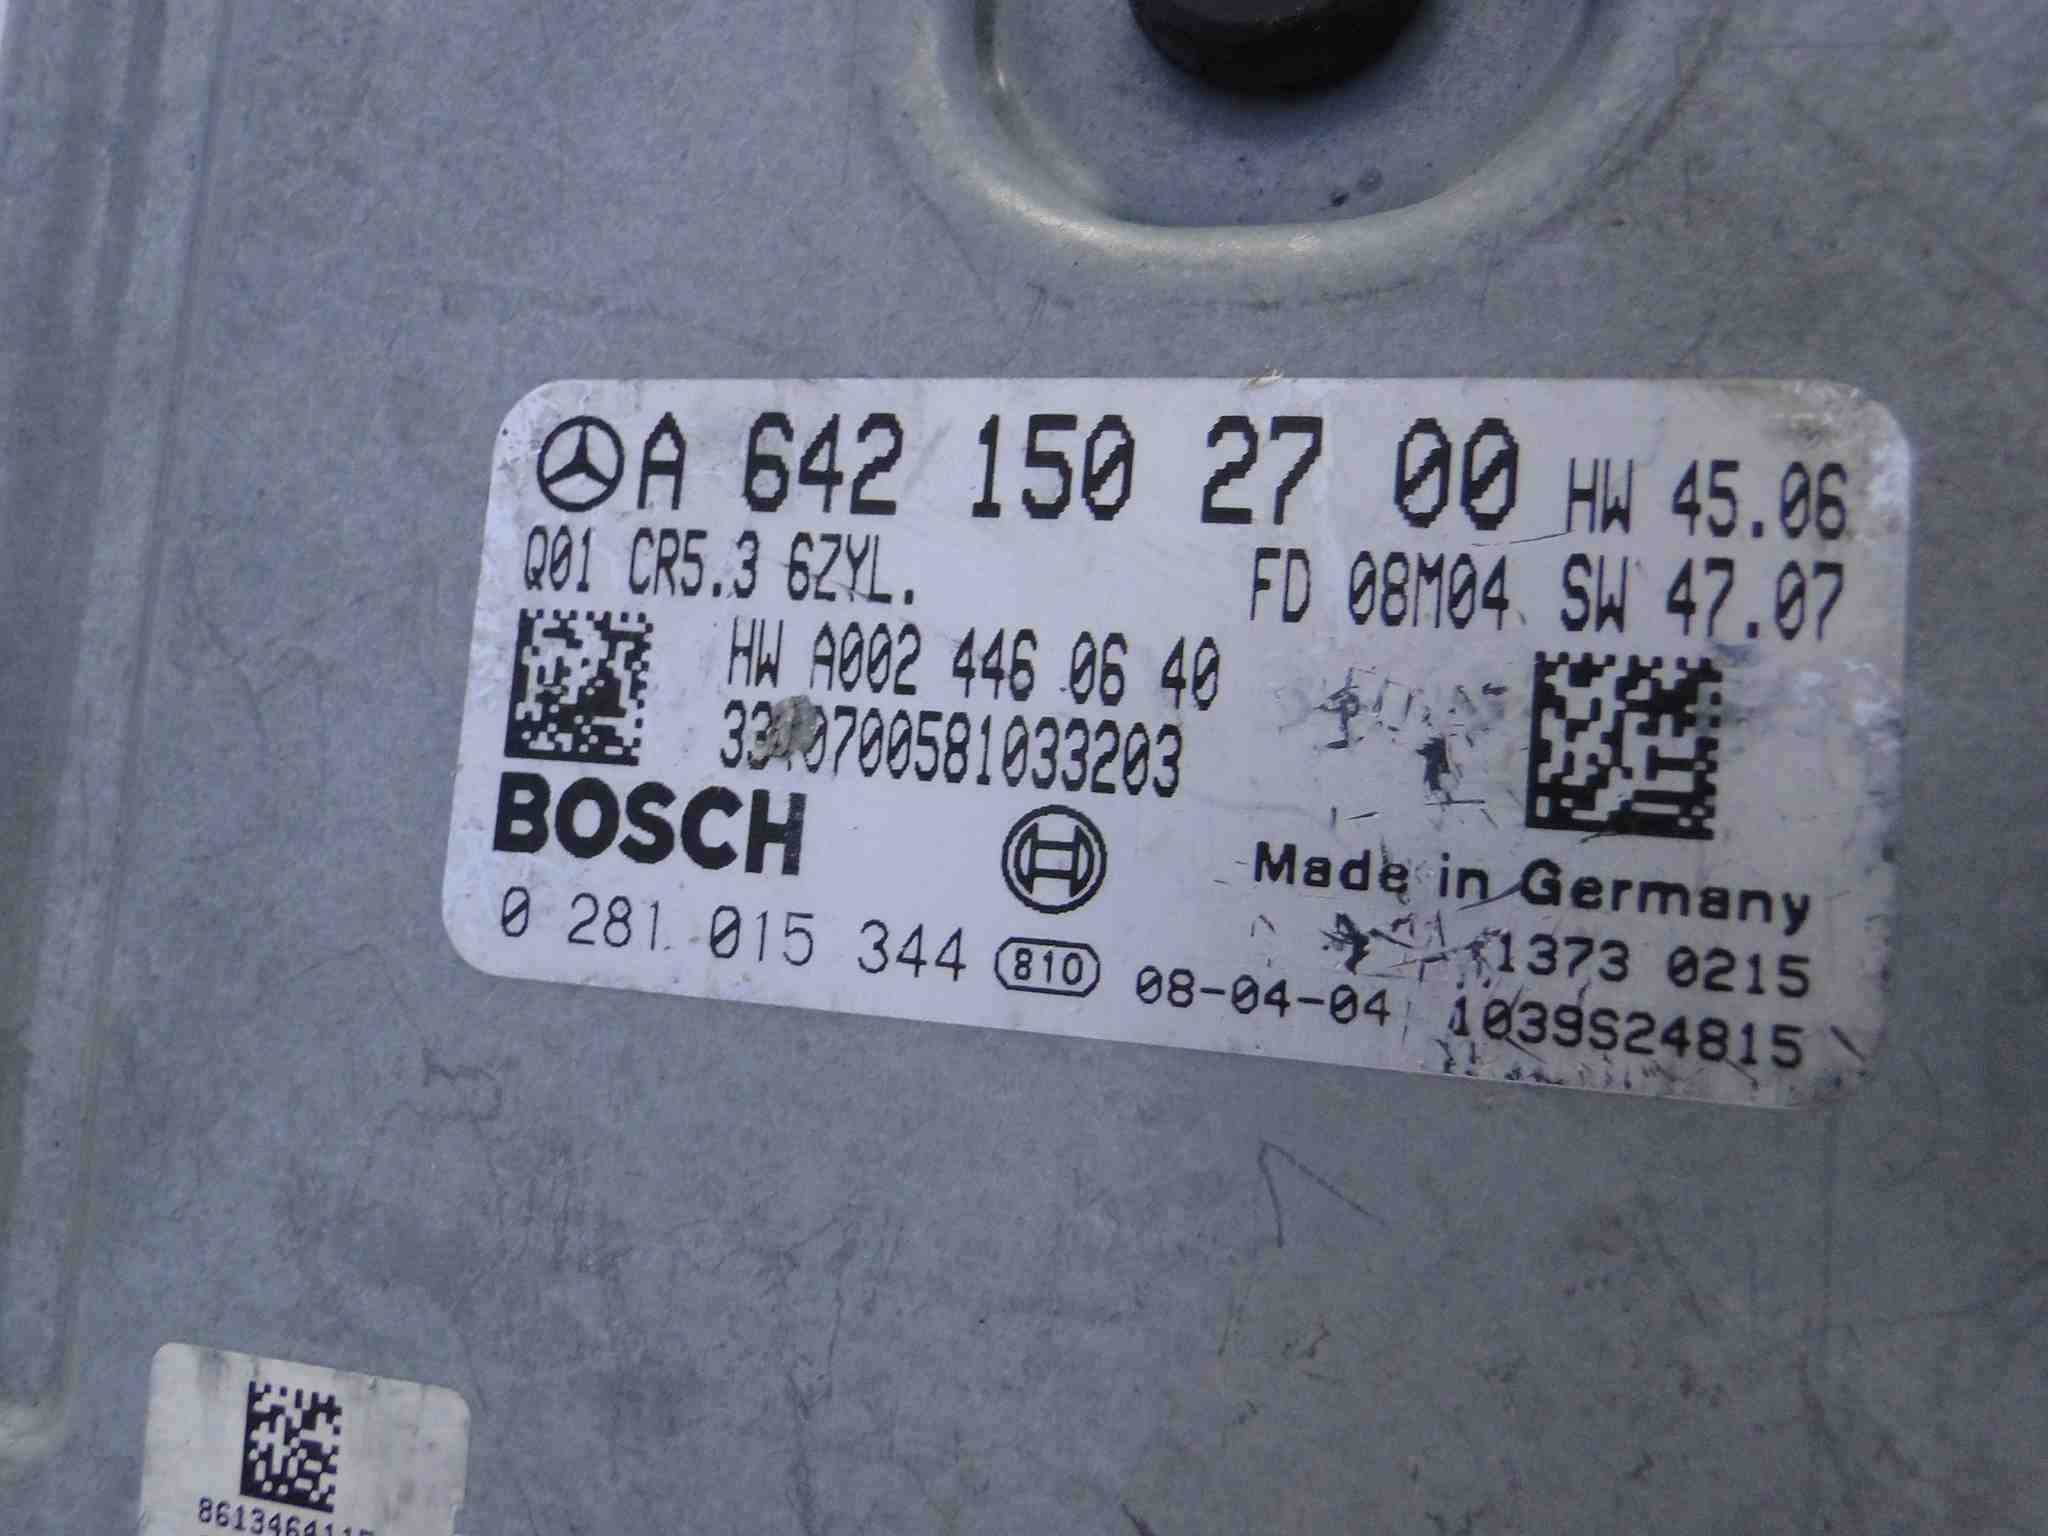 A 642 150 27 00 HW 45.06
Q01 CR5.3 6ZYL. FD 08M04 SW 47.07
HW A002 446 06 40
BOSCH
Made in Germany
0 281 015 344 810 08-04-04
1373 0215
1039S24815